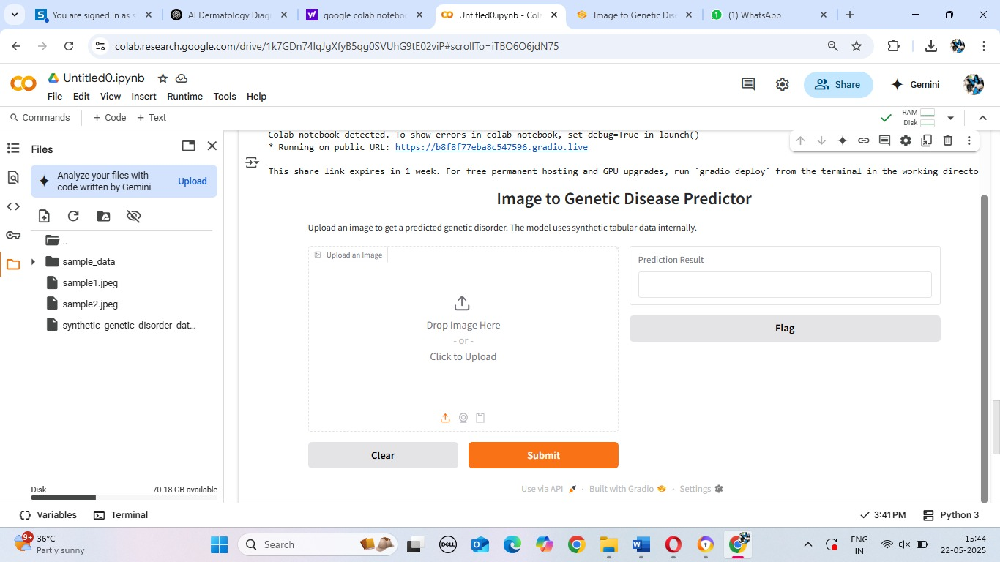 You are signed in as s
AI Dermatology Diag
google colab notebo
Untitled0.ipynb - Col
Image to Genetic Dis
(1) WhatsApp
colab.research.google.com/drive/1k7GDn74IqJgXfyB5qg0SVUhG9tE02viP#scrollTo=iTBO6O6jdN75
Untitled0.ipynb
File Edit View Insert Runtime Tools Help
Share
Gemini
Commands
+ Code + Text
RAM
Disk
Files
Analyze your files with
code written by Gemini
Upload
..
sample_data
sample1.jpeg
sample2.jpeg
synthetic_genetic_disorder_dat...
Disk 70.18 GB available
Colab notebook detected. To show errors in colab notebook, set debug=True in launch()
* Running on public URL: https://b8f8f77eba8c547596.gradio.live
This share link expires in 1 week. For free permanent hosting and GPU upgrades, run `gradio deploy` from the terminal in the working directo
Image to Genetic Disease Predictor
Upload an image to get a predicted genetic disorder. The model uses synthetic tabular data internally.
Upload an Image
Drop Image Here
- or -
Click to Upload
Clear
Submit
Prediction Result
Flag
Use via API · Built with Gradio · Settings
Variables Terminal
3:41 PM Python 3
9+
36°C
Partly sunny
Search
DELL
ENG
IN
15:44
22-05-2025